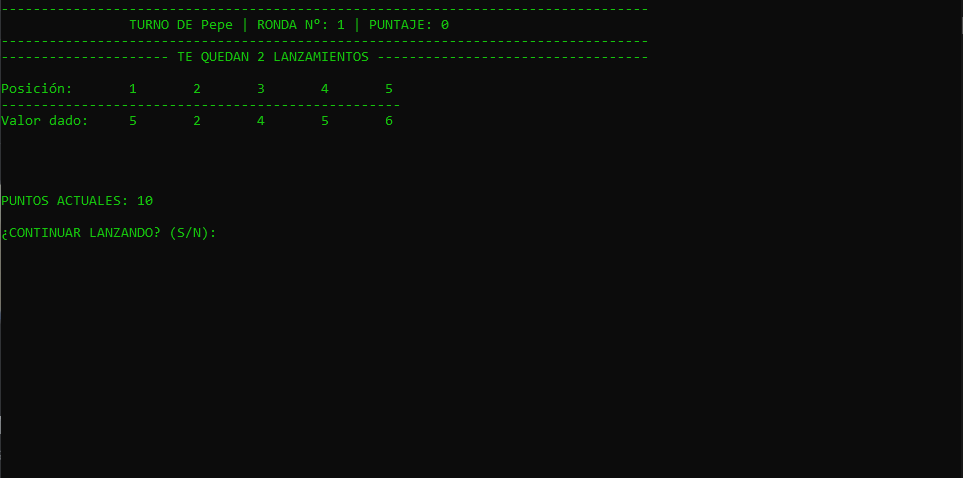 ---------------------------------------------------------------------------------
TURNO DE Pepe | RONDA Nº: 1 | PUNTAJE: 0
---------------------------------------------------------------------------------
--------------------- TE QUEDAN 2 LANZAMIENTOS ----------------------------------
Posición: 1 2 3 4 5
--------------------------------------------------
Valor dado: 5 2 4 5 6
PUNTOS ACTUALES: 10
¿CONTINUAR LANZANDO? (S/N):